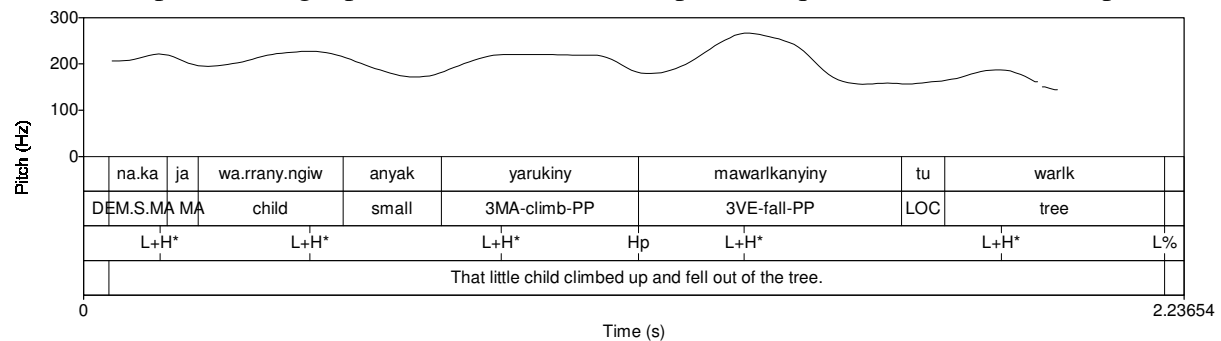 300
200
100
0
Pitch (Hz)
na.ka ja wa.rrany.ngiw anyak yarukiny mawarlkanyiny tu warlk
DEM.S.MA MA child small 3MA-climb-PP 3VE-fall-PP LOC tree
L+H* L+H* L+H* Hp L+H* L+H* L%
That little child climbed up and fell out of the tree.
0 2.23654
Time (s)